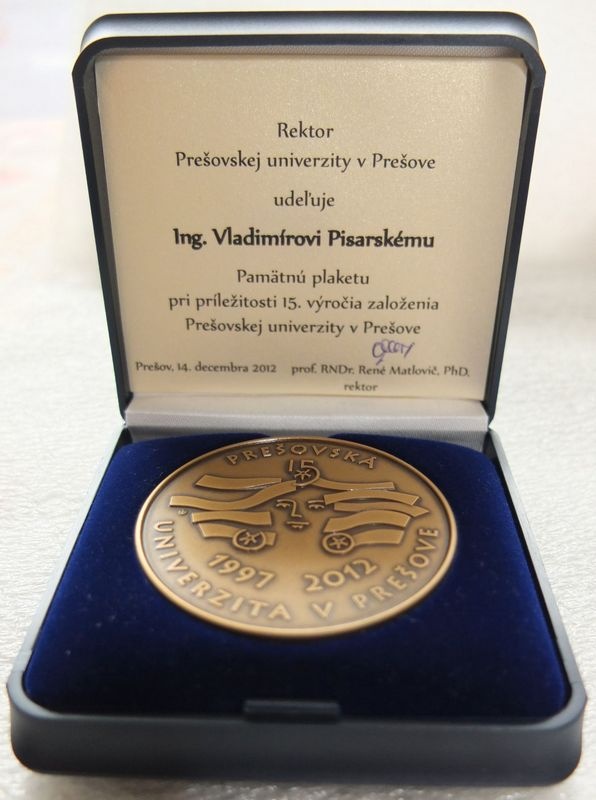 Rektor
Prešovskej univerzity v Prešove
udeľuje
Ing. Vladimírovi Pisarskému
Pamätnú plaketu
pri príležitosti 15. výročia založenia
Prešovskej univerzity v Prešove
Prešov, 14. decembra 2012 prof. RNDr. René Matlovič, PhD.
rektor
PREŠOVSKÁ
15
1997 2012
UNIVERZITA V PREŠOVE